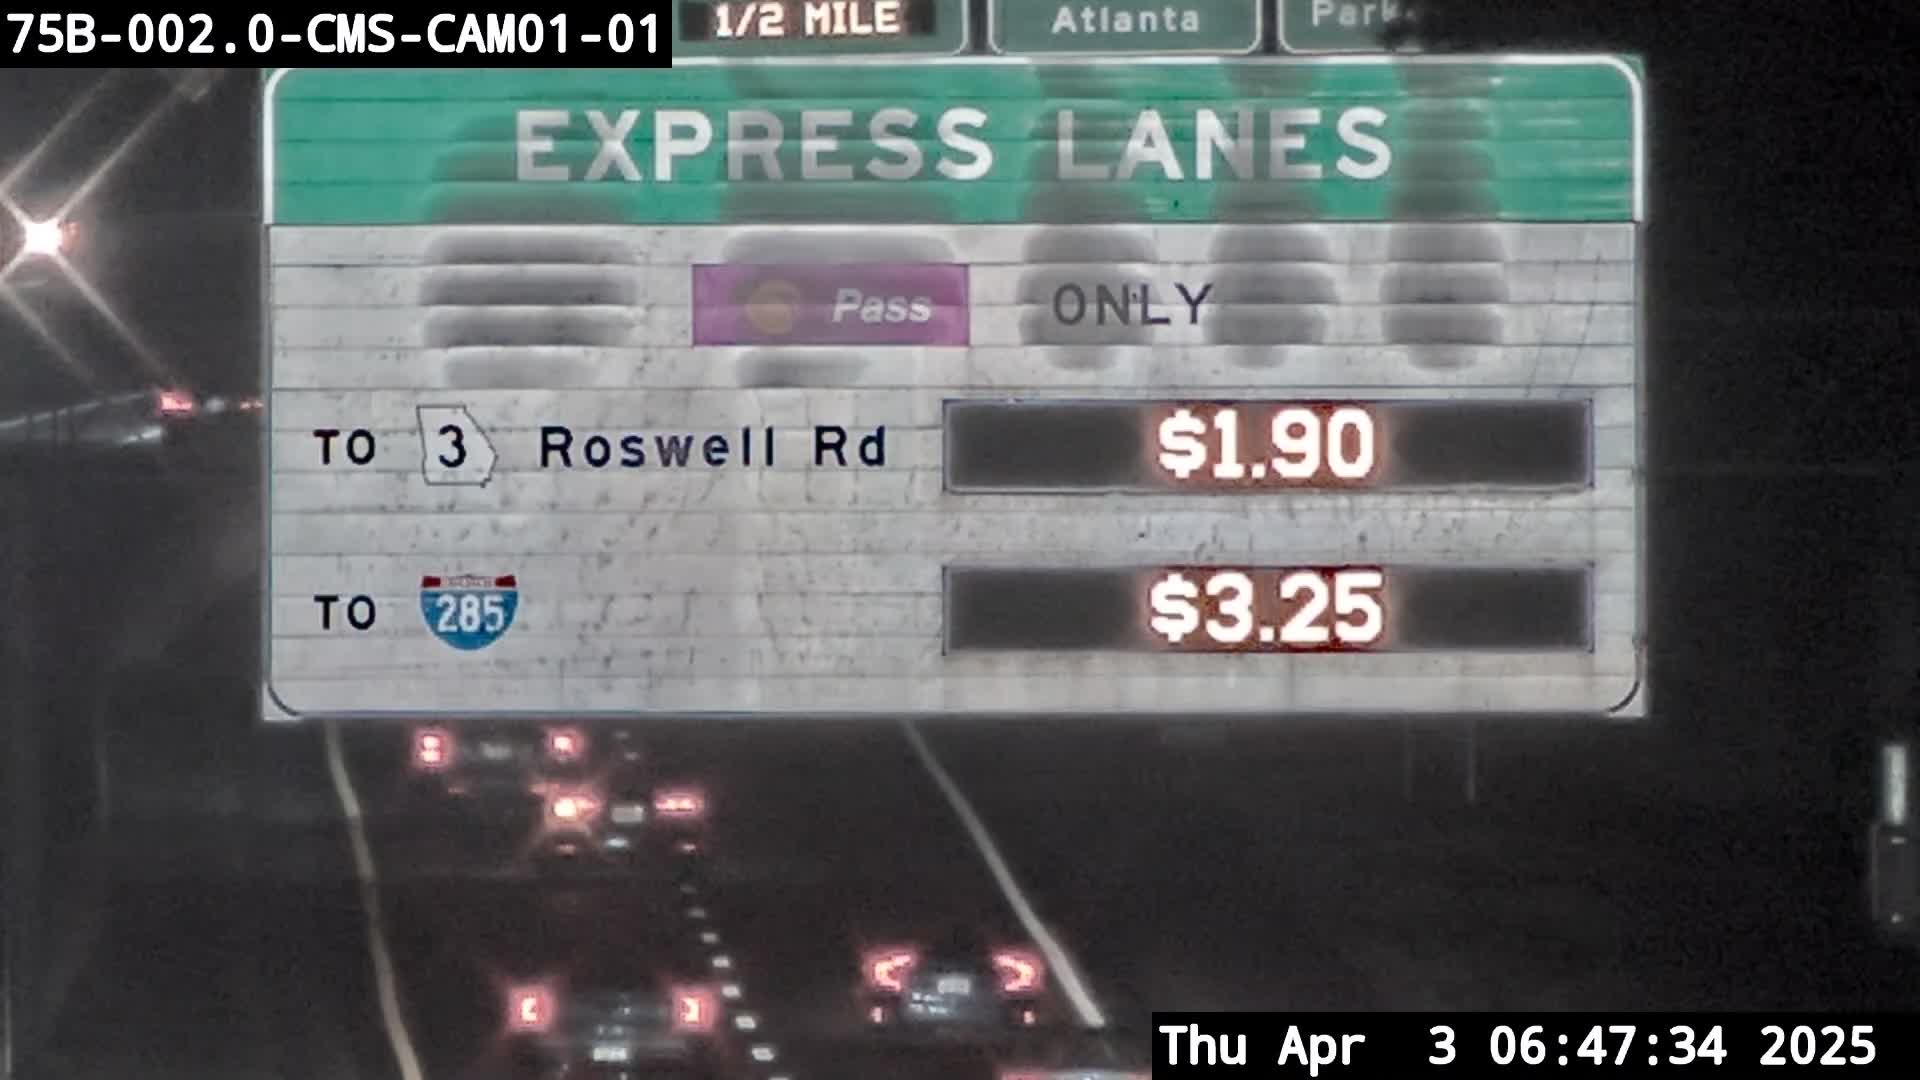 75B-002.0-CMS-CAM01-01
1/2 MILE
Atlanta
Park
EXPRESS LANES
Pass ONLY
TO 3 Roswell Rd $1.90
TO 285 $3.25
Thu Apr 3 06:47:34 2025